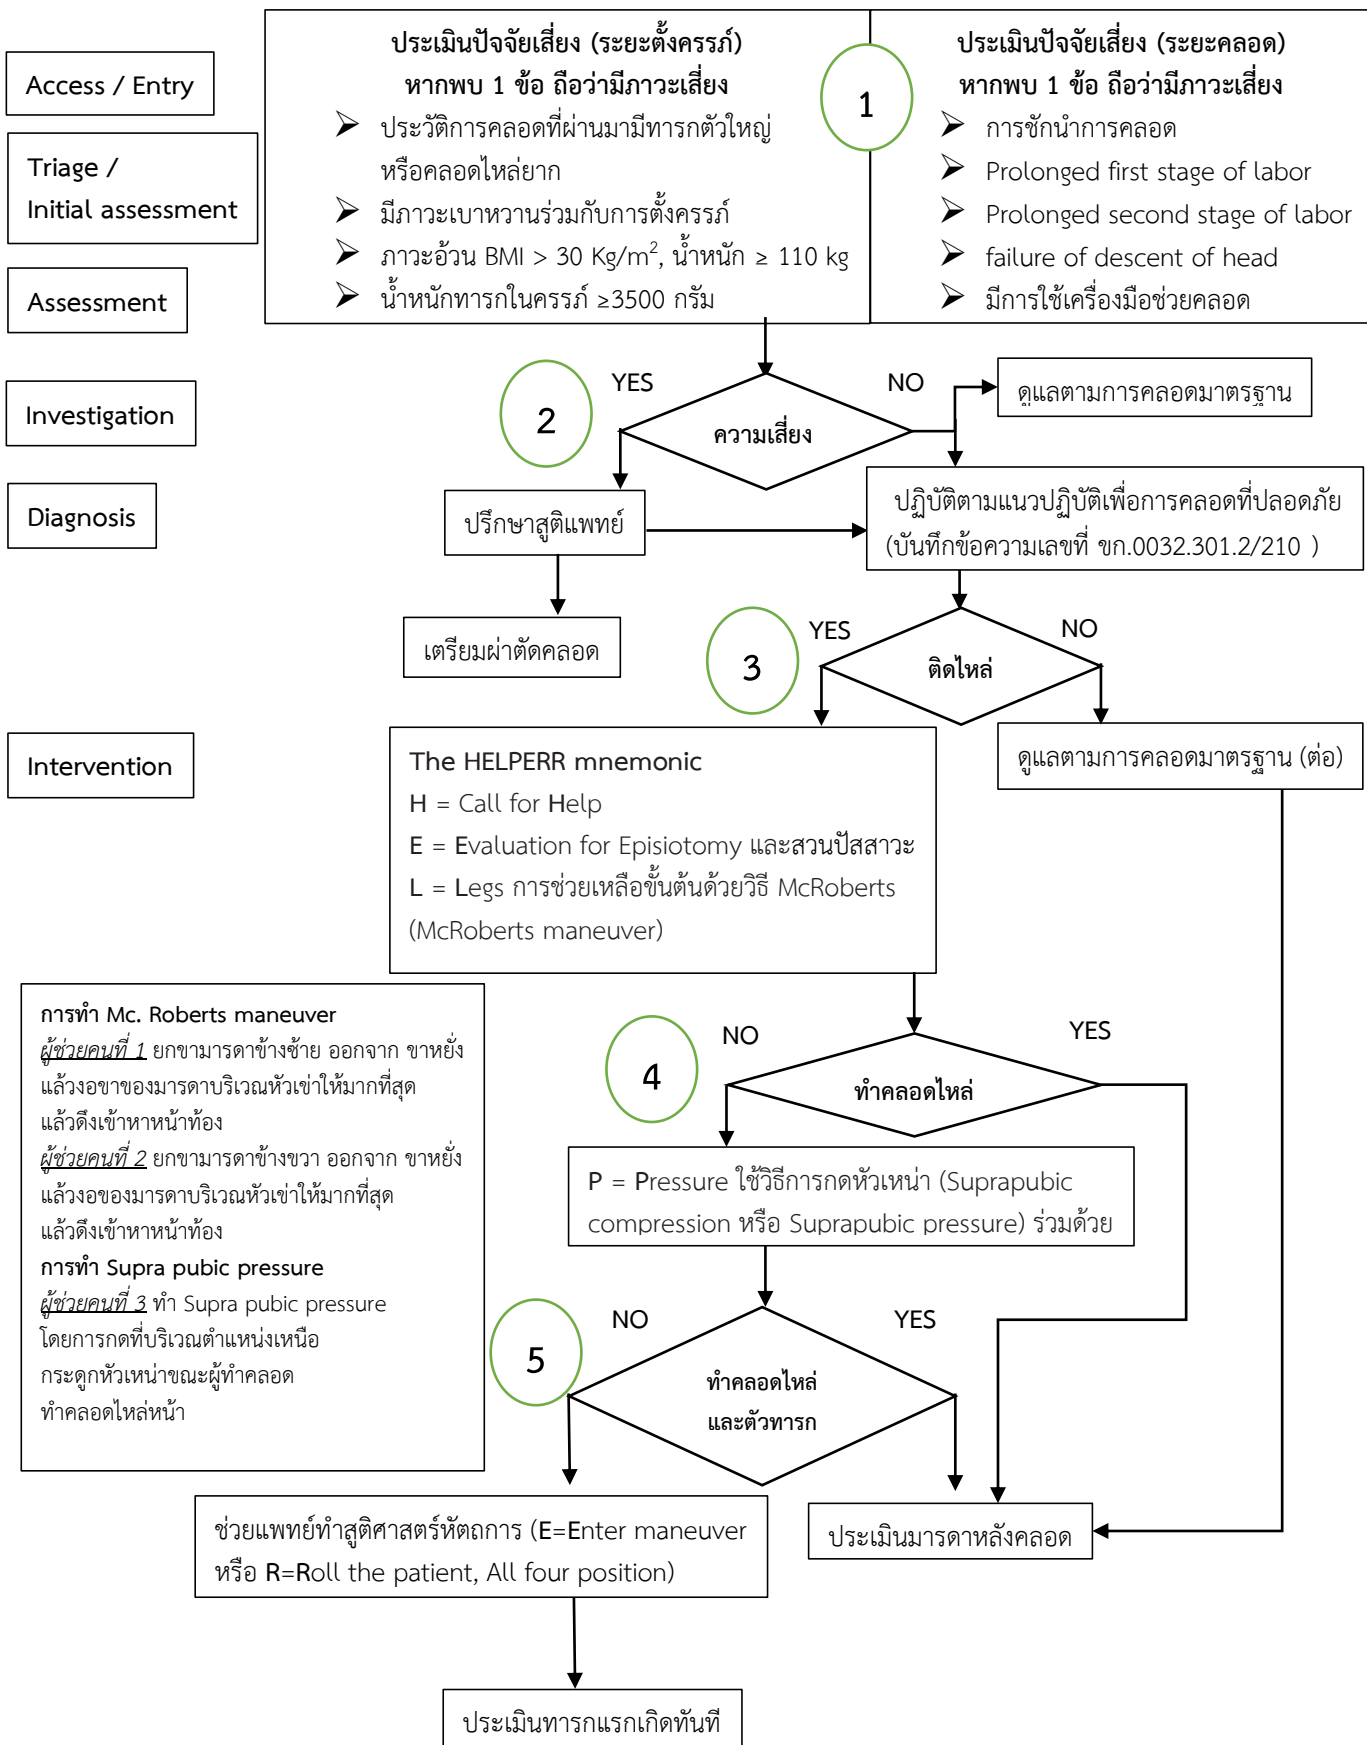 Access / Entry
Triage /
Initial assessment
Assessment
Investigation
Diagnosis
Intervention
ประเมินปัจจัยเสี่ยง (ระยะตั้งครรภ์)
หากพบ 1 ข้อ ถือว่ามีภาวะเสี่ยง
➢ ประวัติการคลอดที่ผ่านมามีทารกตัวใหญ่
หรือคลอดไหล่ยาก
➢ มีภาวะเบาหวานร่วมกับการตั้งครรภ์
➢ ภาวะอ้วน BMI > 30 Kg/m², น้ำหนัก ≥ 110 kg
➢ น้ำหนักทารกในครรภ์ ≥3500 กรัม
1
ประเมินปัจจัยเสี่ยง (ระยะคลอด)
หากพบ 1 ข้อ ถือว่ามีภาวะเสี่ยง
➢ การชักนำการคลอด
➢ Prolonged first stage of labor
➢ Prolonged second stage of labor
➢ failure of descent of head
➢ มีการใช้เครื่องมือช่วยคลอด
2
YES
NO
ความเสี่ยง
ดูแลตามการคลอดมาตรฐาน
ปรึกษาสูติแพทย์
ปฏิบัติตามแนวปฏิบัติเพื่อการคลอดที่ปลอดภัย
(บันทึกข้อความเลขที่ ขก.0032.301.2/210 )
เตรียมผ่าตัดคลอด
3
YES
NO
ติดไหล่
ดูแลตามการคลอดมาตรฐาน (ต่อ)
The HELPERR mnemonic
H = Call for Help
E = Evaluation for Episiotomy และสวนปัสสาวะ
L = Legs การช่วยเหลือขั้นต้นด้วยวิธี McRoberts
(McRoberts maneuver)
การทำ Mc. Roberts maneuver
ผู้ช่วยคนที่ 1 ยกขามารดาข้างซ้าย ออกจาก ขาหยั่ง
แล้วงอขาของมารดาบริเวณหัวเข่าให้มากที่สุด
แล้วดึงเข้าหาหน้าท้อง
ผู้ช่วยคนที่ 2 ยกขามารดาข้างขวา ออกจาก ขาหยั่ง
แล้วงอของมารดาบริเวณหัวเข่าให้มากที่สุด
แล้วดึงเข้าหาหน้าท้อง
การทำ Supra pubic pressure
ผู้ช่วยคนที่ 3 ทำ Supra pubic pressure
โดยการกดที่บริเวณตำแหน่งเหนือ
กระดูกหัวเหน่าขณะผู้ทำคลอด
ทำคลอดไหล่หน้า
4
NO
YES
ทำคลอดไหล่
P = Pressure ใช้วิธีการกดหัวเหน่า (Suprapubic
compression หรือ Suprapubic pressure) ร่วมด้วย
5
NO
YES
ทำคลอดไหล่
และตัวทารก
ช่วยแพทย์ทำสูติศาสตร์หัตถการ (E=Enter maneuver
หรือ R=Roll the patient, All four position)
ประเมินมารดาหลังคลอด
ประเมินทารกแรกเกิดทันที